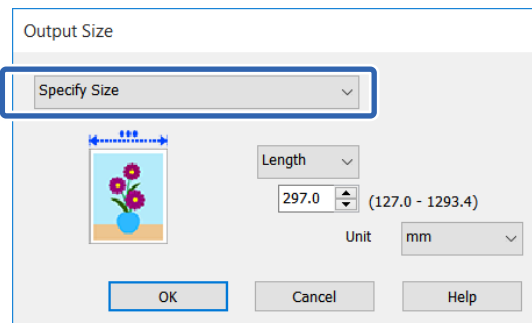 Output Size
Specify Size
Length
297.0 (127.0 - 1293.4)
Unit mm
OK Cancel Help